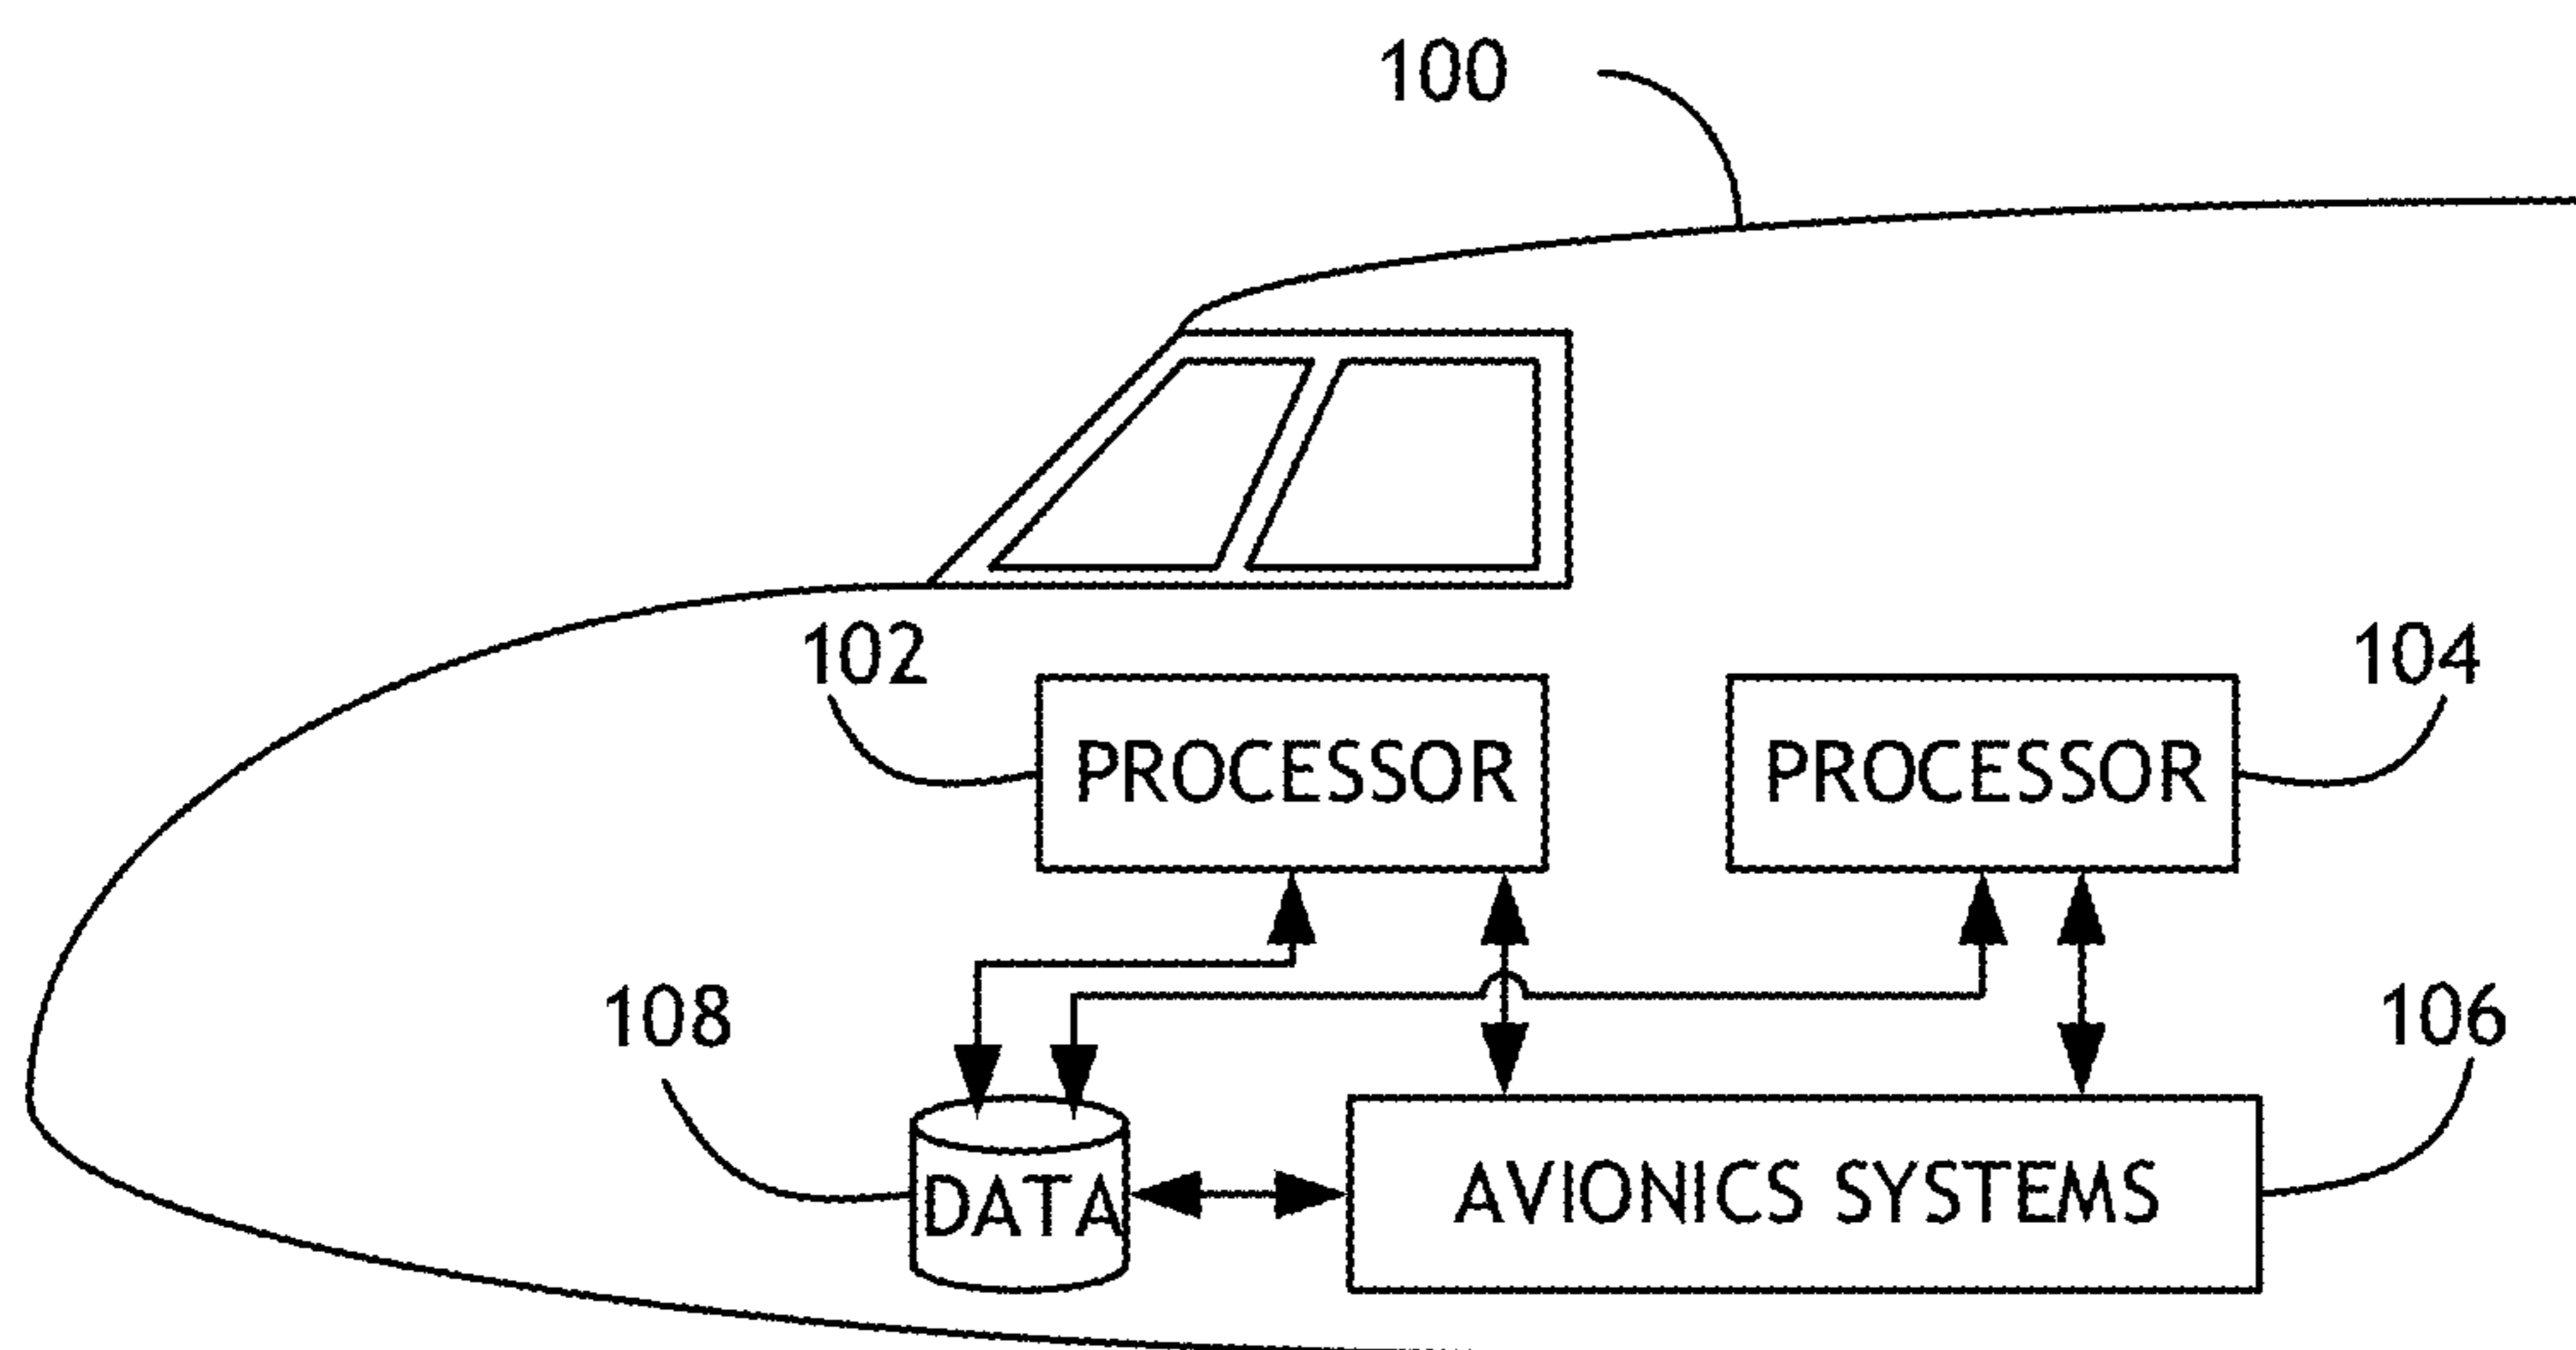 100
102
104
PROCESSOR
PROCESSOR
108
106
DATA
AVIONICS SYSTEMS